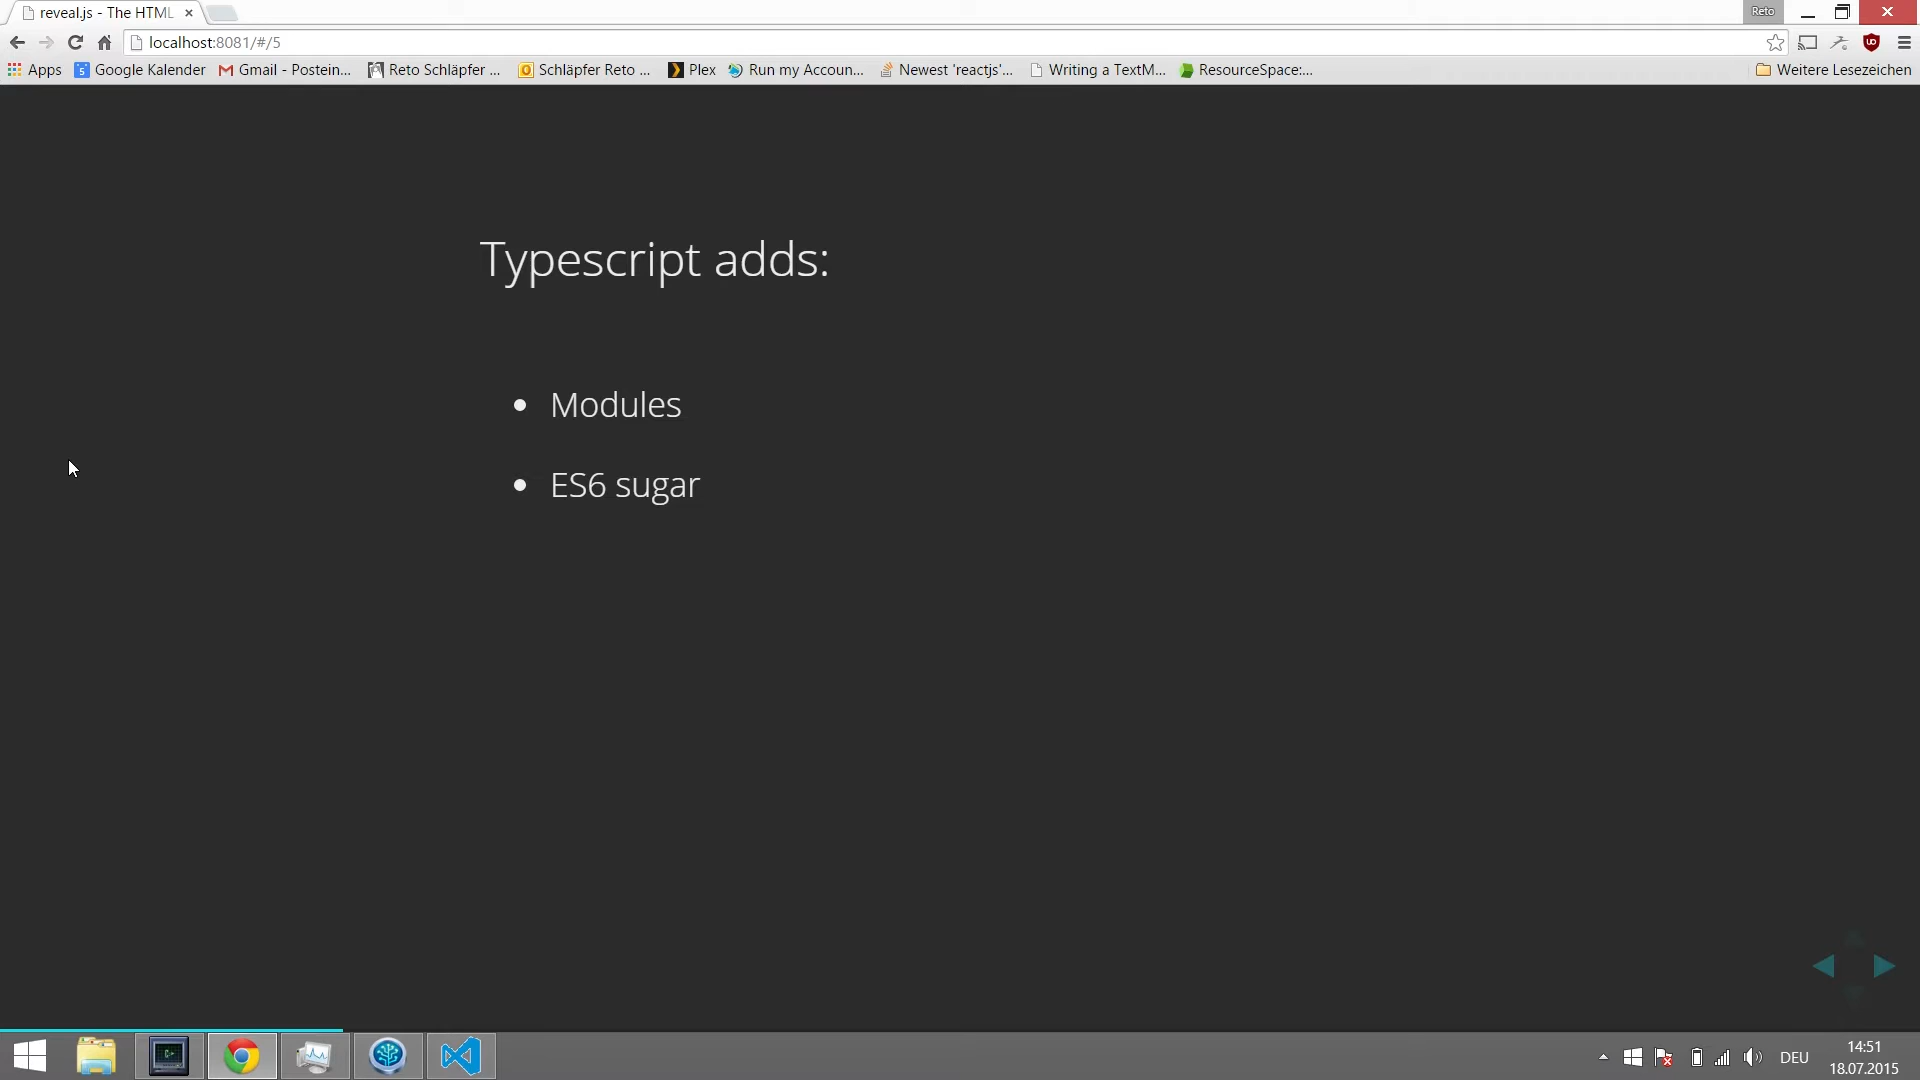 reveal.js - The HTML
Reto
localhost:8081/#/5
Apps
5
Google Kalender
Gmail - Postein...
Reto Schläpfer ...
Schläpfer Reto ...
Plex
Run my Accoun...
Newest 'reactjs'...
Writing a TextM...
ResourceSpace:...
Weitere Lesezeichen
Typescript adds:
• Modules
• ES6 sugar
DEU
14:51
18.07.2015